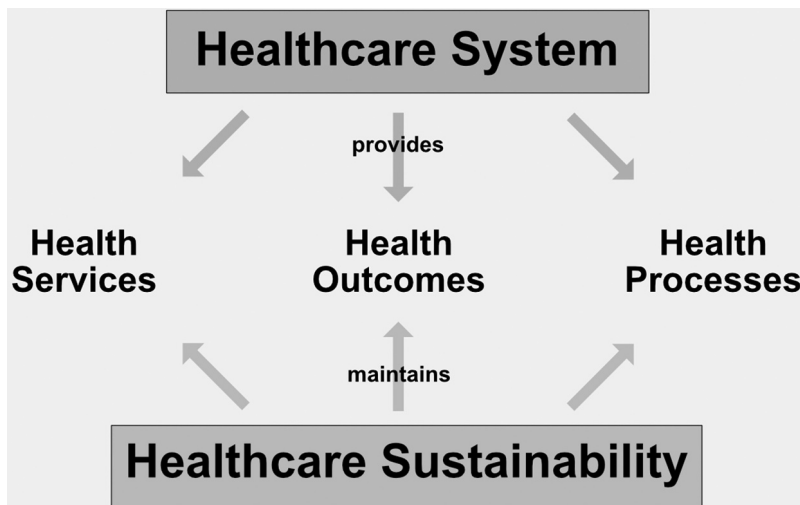 Healthcare System
provides
Health
Services
Health
Outcomes
Health
Processes
maintains
Healthcare Sustainability